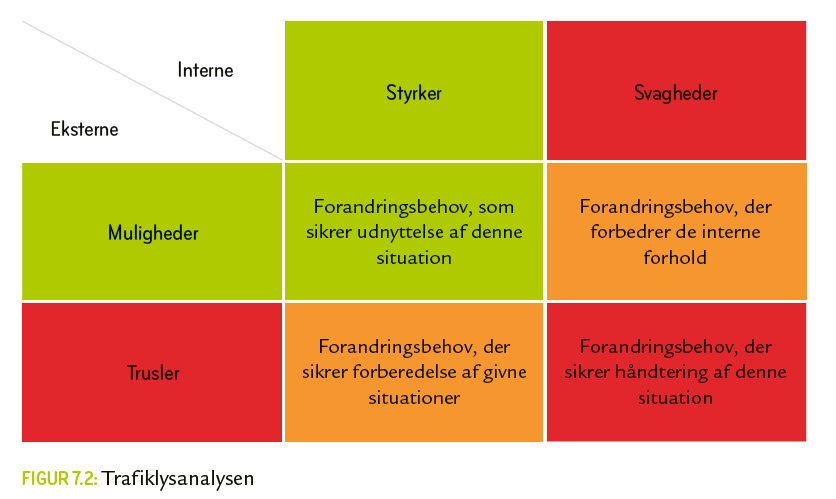 Interne
Eksterne
Styrker
Svagheder
Muligheder
Forandringsbehov, som
sikrer udnyttelse af denne
situation
Forandringsbehov, der
forbedrer de interne
forhold
Trusler
Forandringsbehov, der
sikrer forberedelse af givne
situationer
Forandringsbehov, der
sikrer håndtering af denne
situation
FIGUR 7.2: Trafiklysanalysen